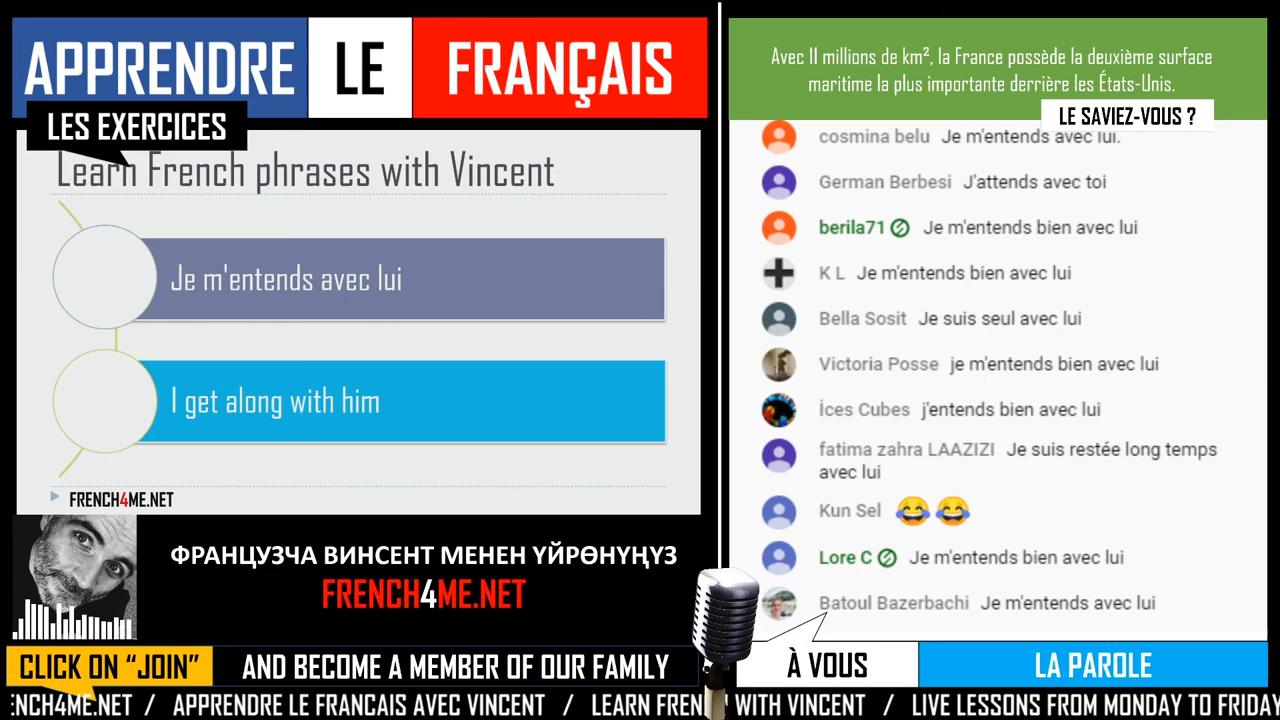 APPRENDRE LE FRANÇAIS
LES EXERCICES
Learn French phrases with Vincent
Je m'entends avec lui
I get along with him
FRENCH4ME.NET
ФРАНЦУЗЧА ВИНСЕНТ МЕНЕН ҮЙРӨНҮҢҮЗ
FRENCH4ME.NET
CLICK ON “JOIN” AND BECOME A MEMBER OF OUR FAMILY
Avec 11 millions de km², la France possède la deuxième surface
maritime la plus importante derrière les États-Unis.
LE SAVIEZ-VOUS ?
cosmina belu Je m'entends avec lui.
German Berbesi J'attends avec toi
berila71 Je m'entends bien avec lui
K L Je m'entends bien avec lui
Bella Sosit Je suis seul avec lui
Victoria Posse je m'entends bien avec lui
İces Cubes j'entends bien avec lui
fatima zahra LAAZIZI Je suis restée long temps
avec lui
Kun Sel 😂😂
Lore C Je m'entends bien avec lui
Batoul Bazerbachi Je m'entends avec lui
À VOUS LA PAROLE
ENCH4ME.NET / APPRENDRE LE FRANCAIS AVEC VINCENT / LEARN FREN WITH VINCENT / LIVE LESSONS FROM MONDAY TO FRIDAY